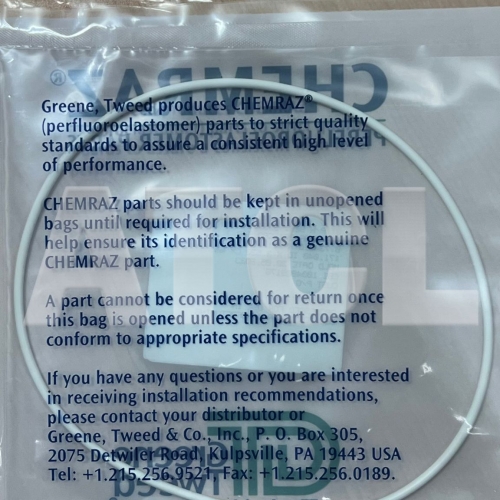 CHEMRAZ®
Greene, Tweed produces CHEMRAZ®
(perfluoroelastomer) parts to strict quality
standards to assure a consistent high level
of performance.
CHEMRAZ parts should be kept in unopened
bags until required for installation. This will
help ensure its identification as a genuine
CHEMRAZ part.
ATCL
A part cannot be considered for return once
this bag is opened unless the part does not
conform to appropriate specifications.
If you have any questions or you are interested
in receiving installation recommendations,
please contact your distributor or
Greene, Tweed & Co., Inc., P. O. Box 305,
2075 Detwiler Road, Kulpsville, PA 19443 USA
Tel: +1.215.256.9521, Fax: +1.215.256.0189.